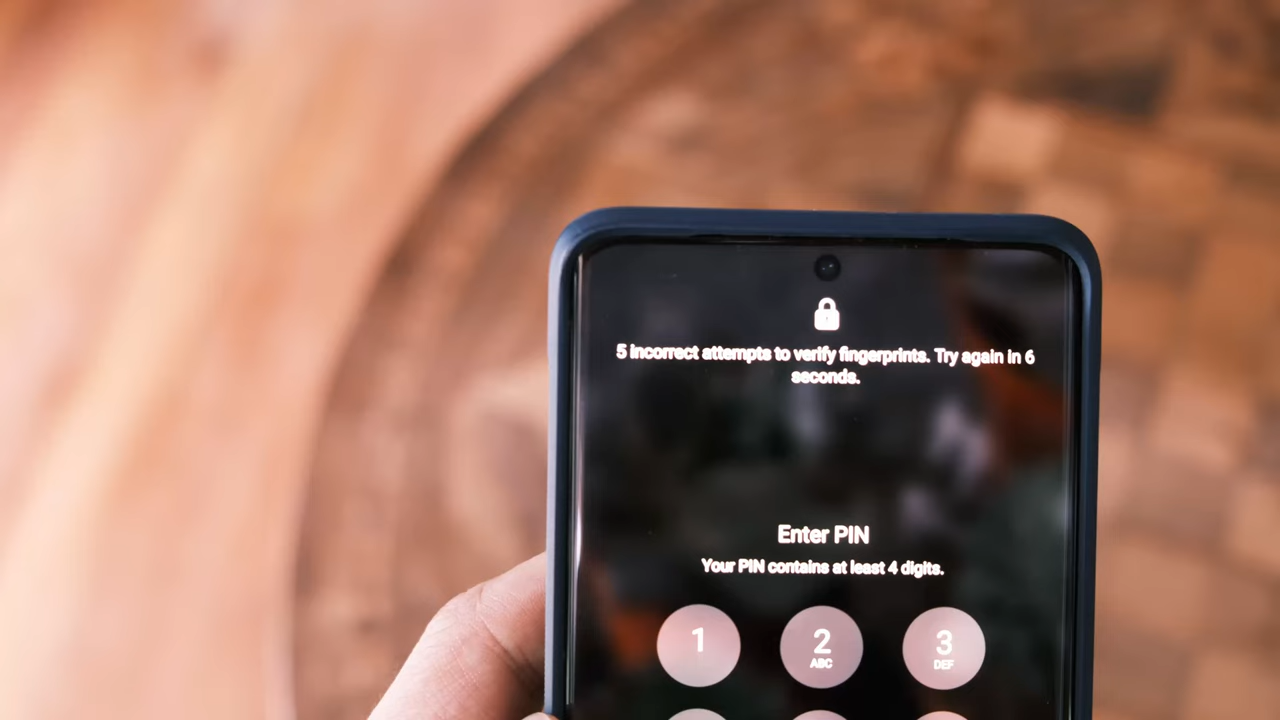 5 incorrect attempts to verify fingerprints. Try again in 6
seconds.
Enter PIN
Your PIN contains at least 4 digits.
1 2 3
ABC DEF